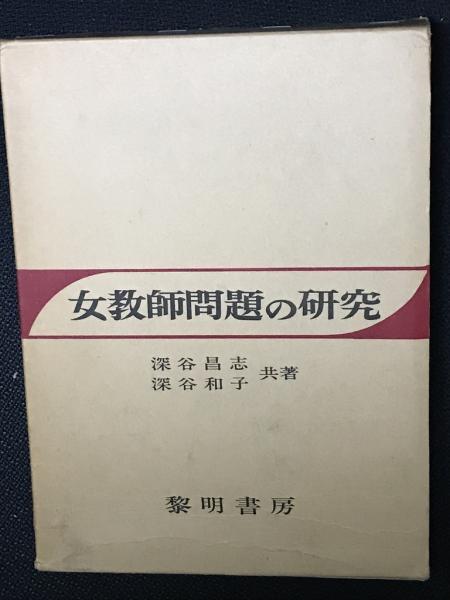 女教師問題の研究
深谷昌志
深谷和子 共著
黎明書房